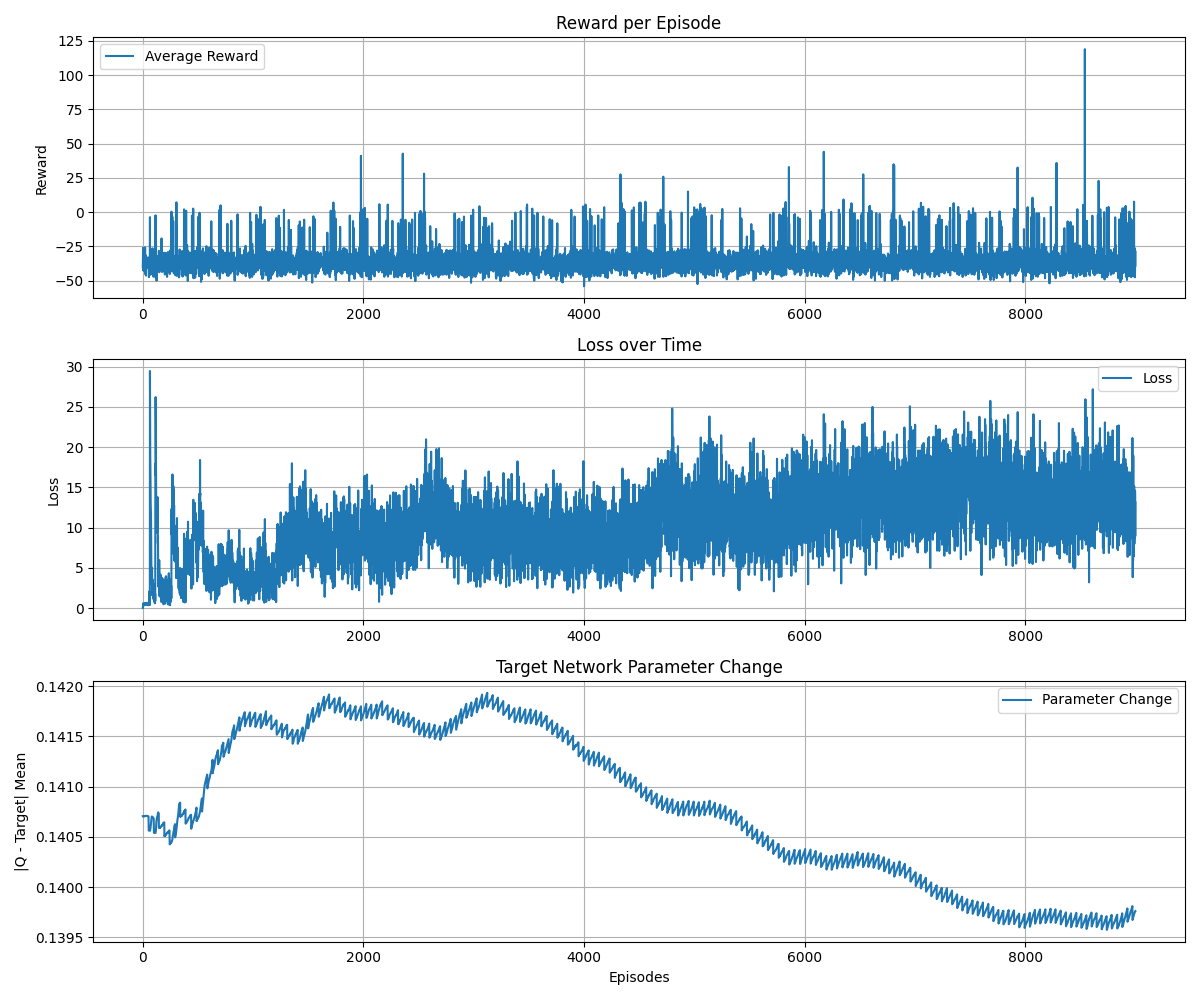 Reward per Episode
Average Reward
125
100
75
50
25
0
−25
−50
Reward
0 2000 4000 6000 8000
Loss over Time
Loss
30
25
20
15
10
5
0
Loss
0 2000 4000 6000 8000
Target Network Parameter Change
Parameter Change
0.1420
0.1415
0.1410
0.1405
0.1400
0.1395
|Q - Target| Mean
0 2000 4000 6000 8000
Episodes